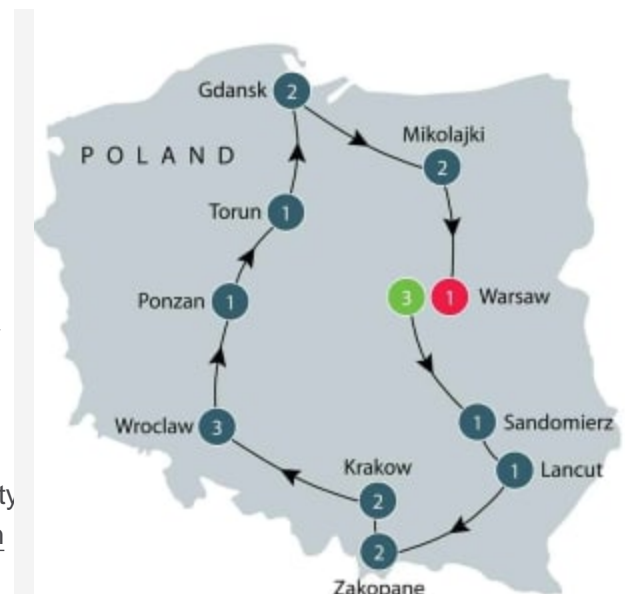 Gdansk 2
Mikolajki
POLAND
2
Torun 1
Ponzan 1
3 1 Warsaw
Wroclaw 3
1 Sandomierz
Krakow
1 Lancut
ty
2
2
Zakopane